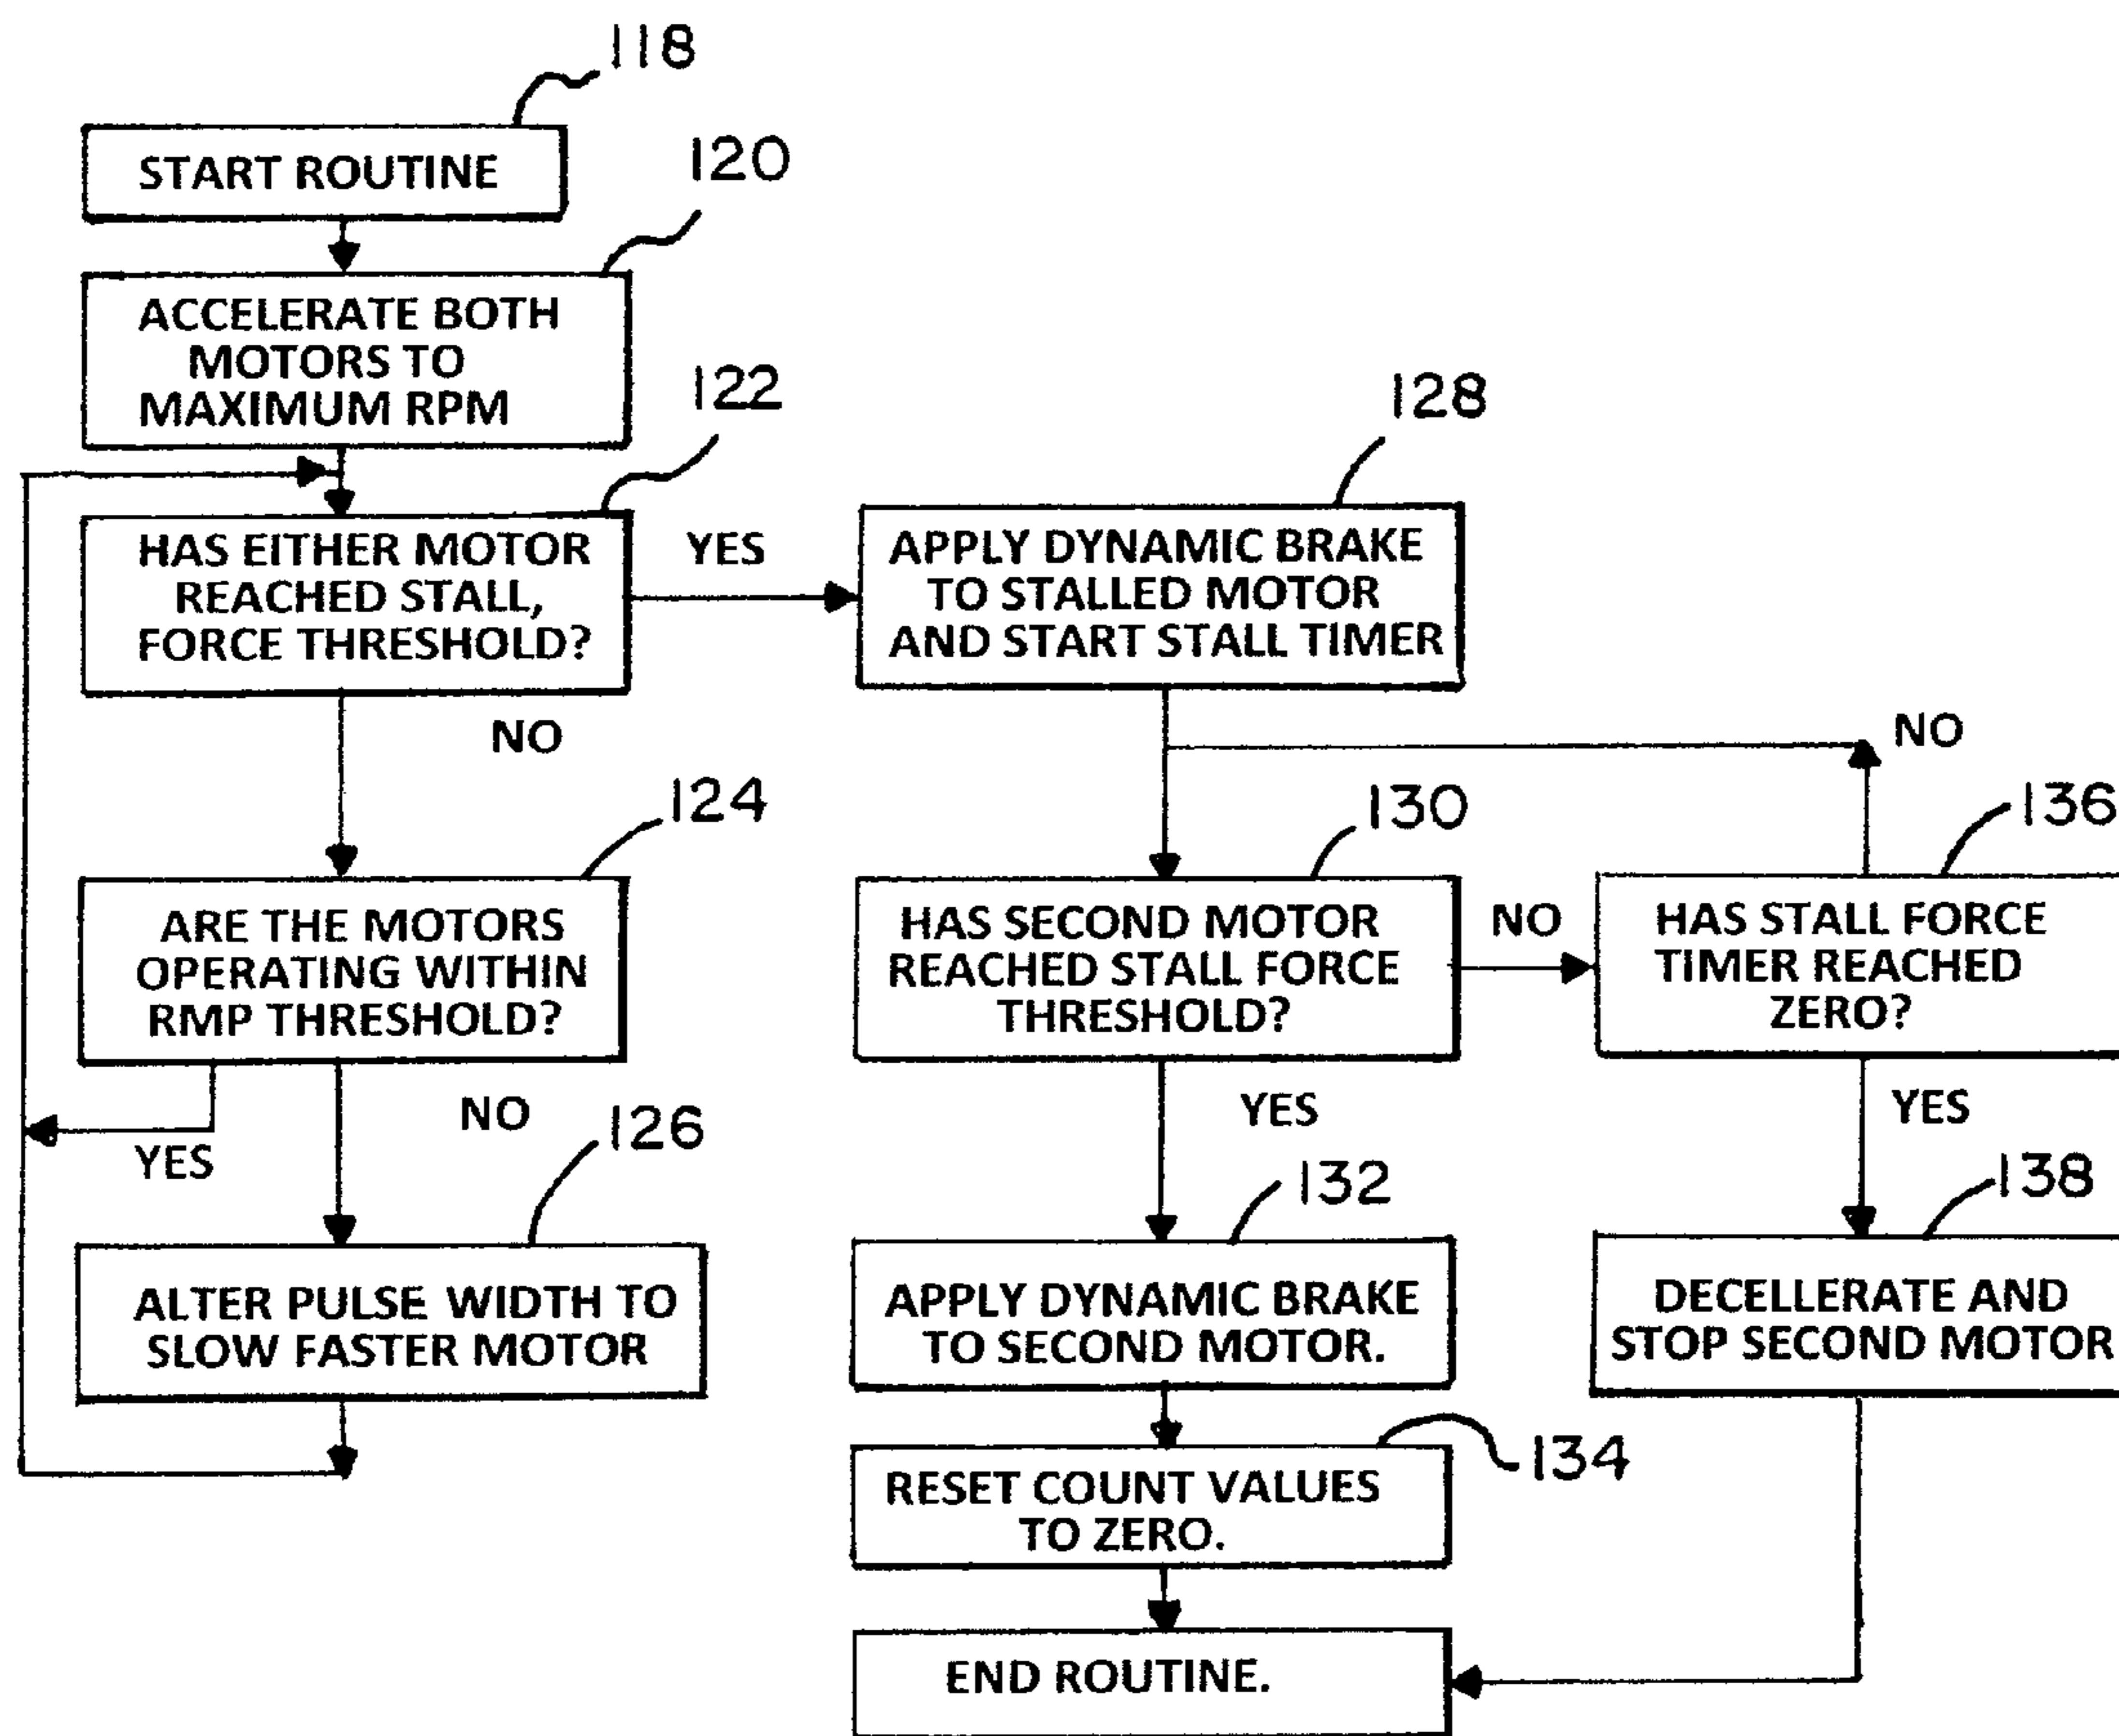 118
START ROUTINE
120
ACCELERATE BOTH
MOTORS TO
MAXIMUM RPM
122
HAS EITHER MOTOR
REACHED STALL,
FORCE THRESHOLD?
YES
NO
128
APPLY DYNAMIC BRAKE
TO STALLED MOTOR
AND START STALL TIMER
124
ARE THE MOTORS
OPERATING WITHIN
RMP THRESHOLD?
YES
NO
126
ALTER PULSE WIDTH TO
SLOW FASTER MOTOR
130
HAS SECOND MOTOR
REACHED STALL FORCE
THRESHOLD?
NO
YES
136
HAS STALL FORCE
TIMER REACHED
ZERO?
NO
YES
132
APPLY DYNAMIC BRAKE
TO SECOND MOTOR.
138
DECELLERATE AND
STOP SECOND MOTOR
134
RESET COUNT VALUES
TO ZERO.
END ROUTINE.